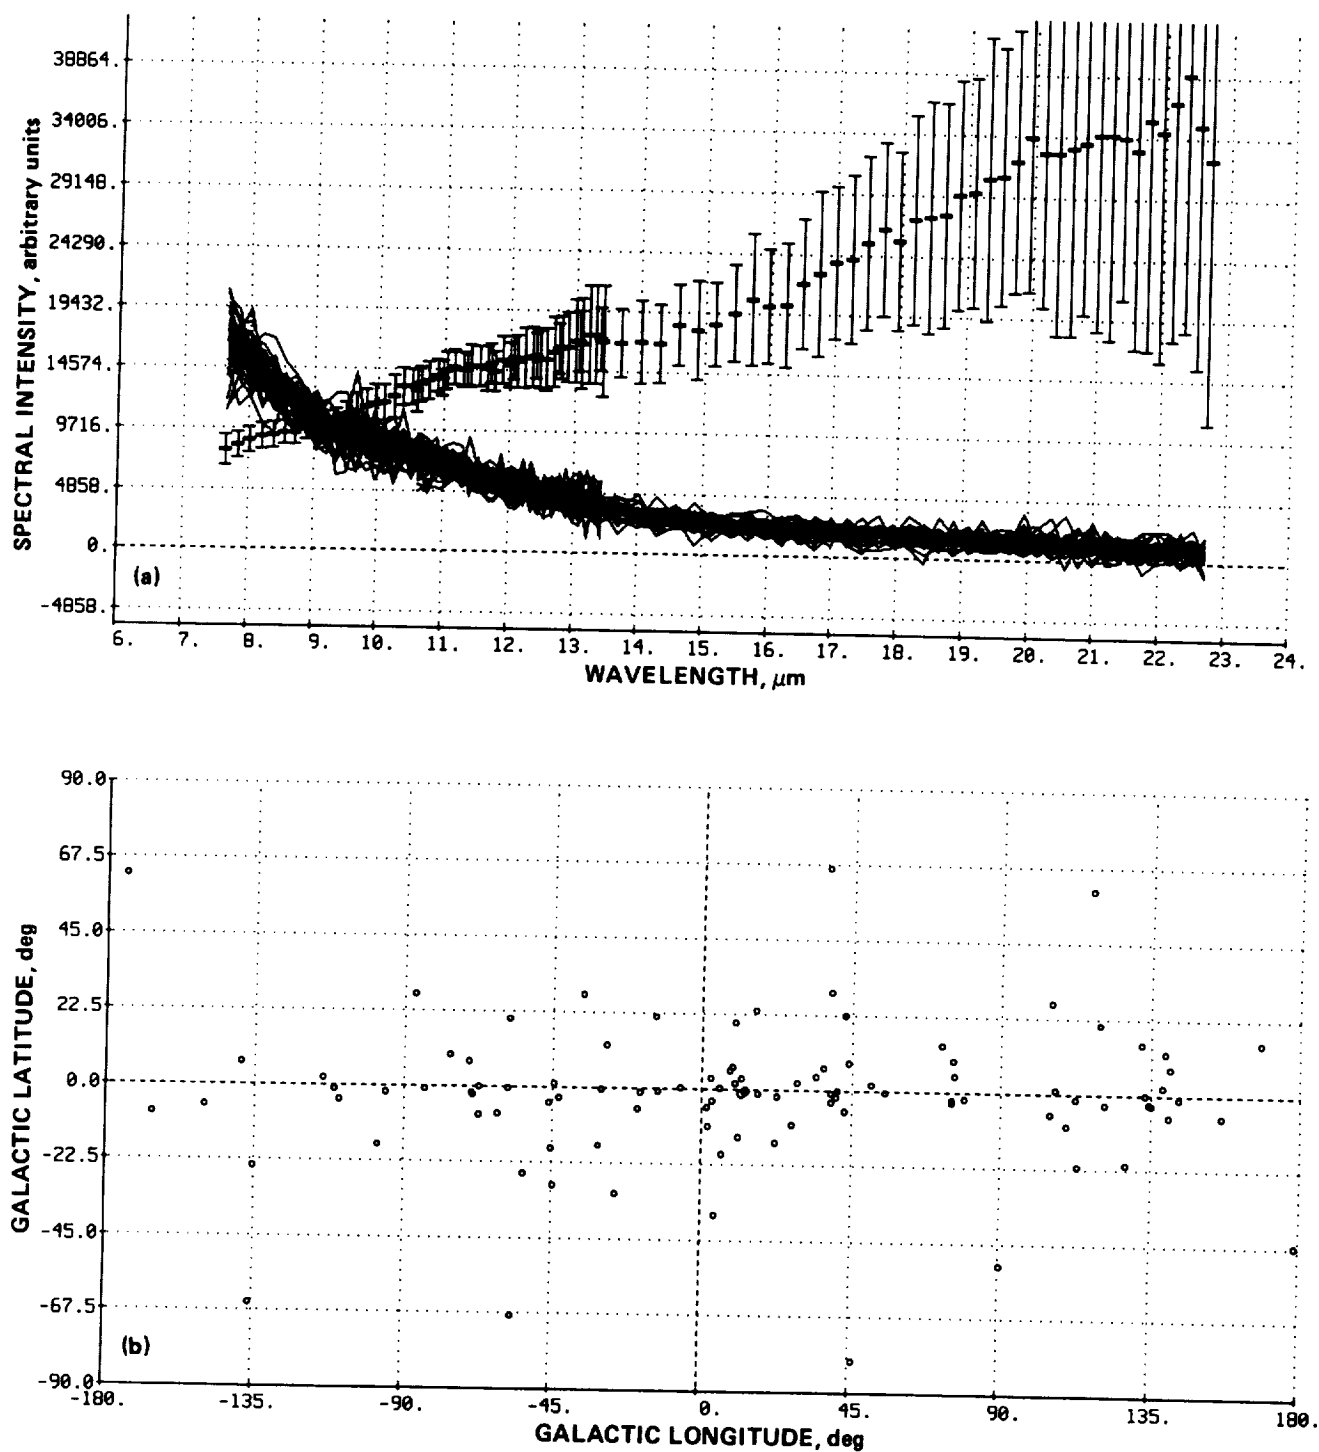 38864.
34006.
29148.
24290.
19432.
14574.
9716.
4858.
0.
-4858.
SPECTRAL INTENSITY, arbitrary units
(a)
6. 7. 8. 9. 10. 11. 12. 13. 14. 15. 16. 17. 18. 19. 20. 21. 22. 23. 24.
WAVELENGTH, μm
90.0
67.5
45.0
22.5
0.0
-22.5
-45.0
-67.5
-90.0
GALACTIC LATITUDE, deg
(b)
-180. -135. -90. -45. 0. 45. 90. 135. 180.
GALACTIC LONGITUDE, deg